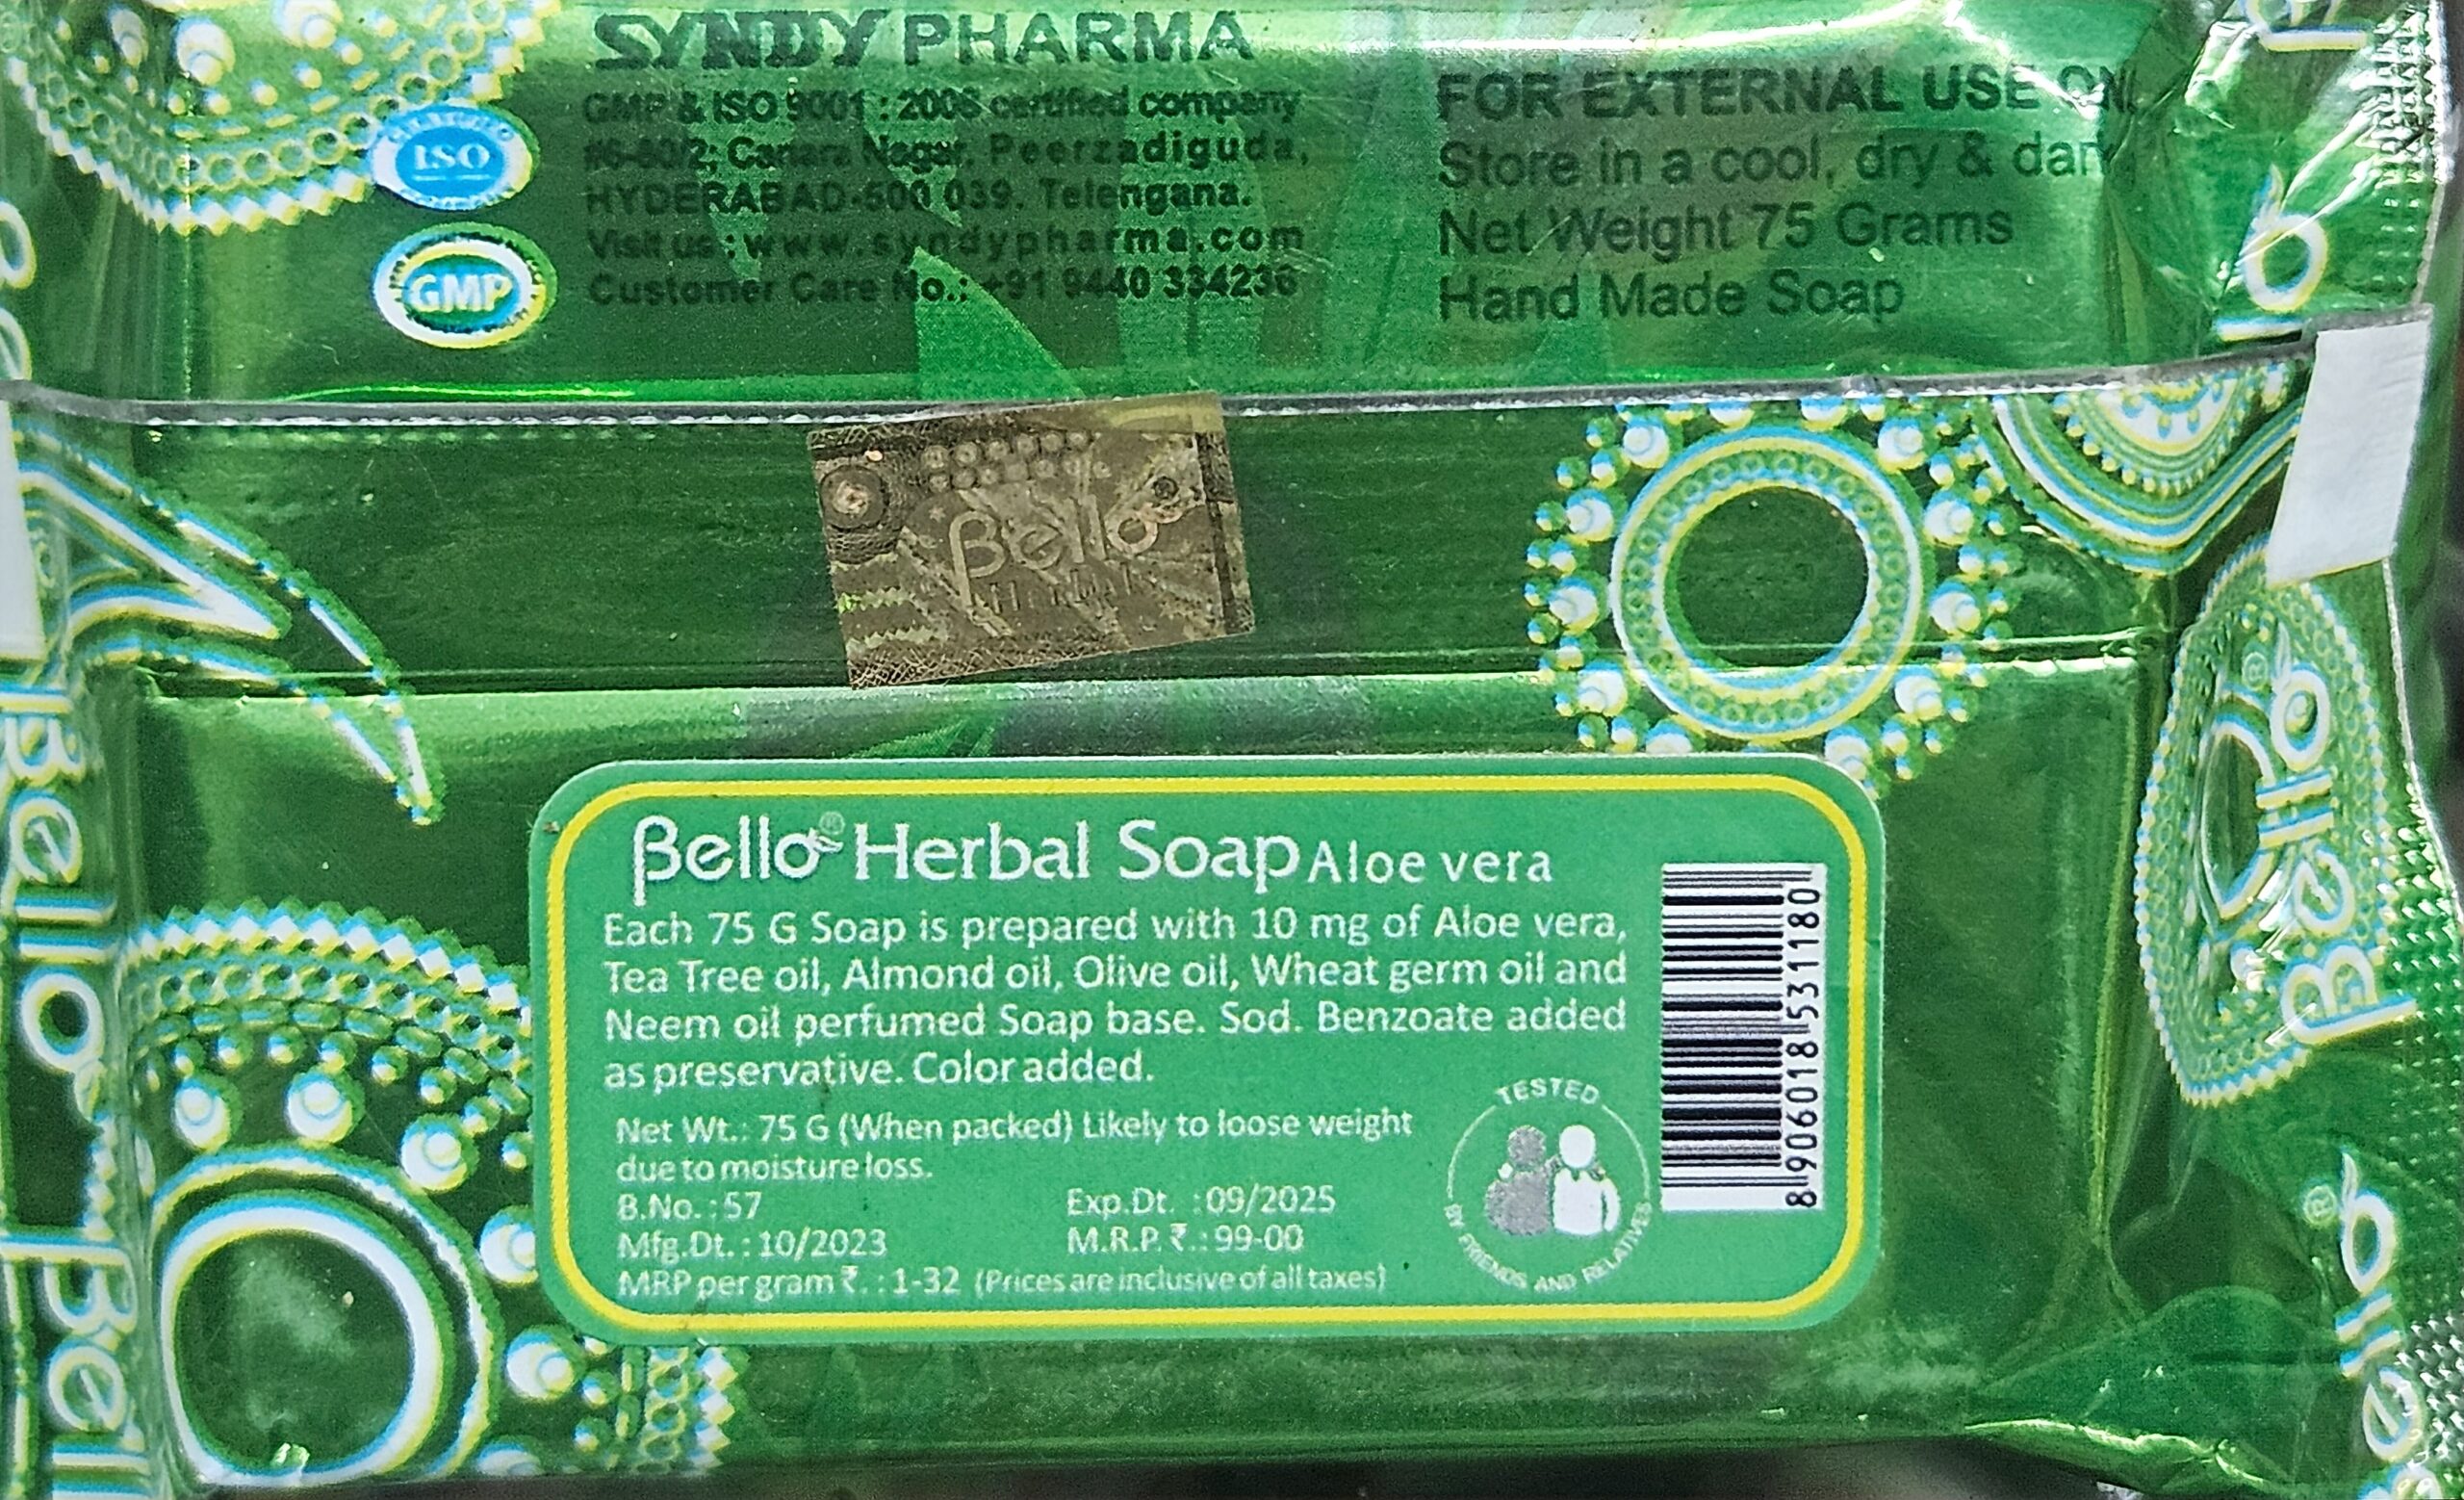 SYNDY PHARMA
GMP & ISO 9001 : 2008 certified company
Canara Nagar, Peerzadiguda,
HYDERABAD-500 039. Telengana.
Visit us : www.syndypharma.com
Customer Care No.: +91 9440 334236
ISO
GMP
FOR EXTERNAL USE ON
Store in a cool, dry & dar
Net Weight 75 Grams
Hand Made Soap
Bello
Herbal
Bello® Herbal Soap Aloe vera
Each 75 G Soap is prepared with 10 mg of Aloe vera,
Tea Tree oil, Almond oil, Olive oil, Wheat germ oil and
Neem oil perfumed Soap base. Sod. Benzoate added
as preservative. Color added.
Net Wt.: 75 G (When packed) Likely to loose weight
due to moisture loss.
B.No. : 57
Exp.Dt. : 09/2025
Mfg.Dt. : 10/2023
M.R.P. ₹. : 99-00
MRP per gram ₹. : 1-32 (Prices are inclusive of all taxes)
TESTED
BY FRIENDS AND RELATIVES
8 906018 531180
Bello
Bell
Bello®
ello®